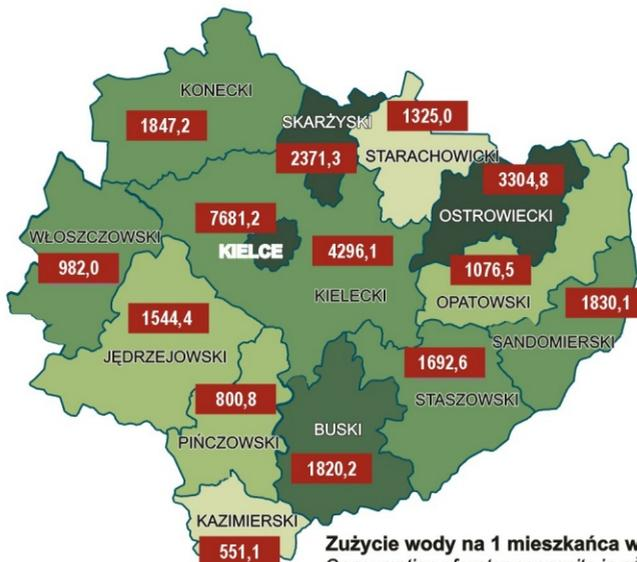 KONECKI
1847,2
SKARŻYSKI
2371,3
1325,0
STARACHOWICKI
3304,8
OSTROWIECKI
7681,2
KIELCE
4296,1
KIELECKI
WŁOSZCZOWSKI
982,0
1076,5
OPATOWSKI
1830,1
SANDOMIERSKI
1544,4
JĘDRZEJOWSKI
1692,6
STASZOWSKI
800,8
PIŃCZOWSKI
BUSKI
1820,2
KAZIMIERSKI
551,1
Zużycie wody na 1 mieszkańca w